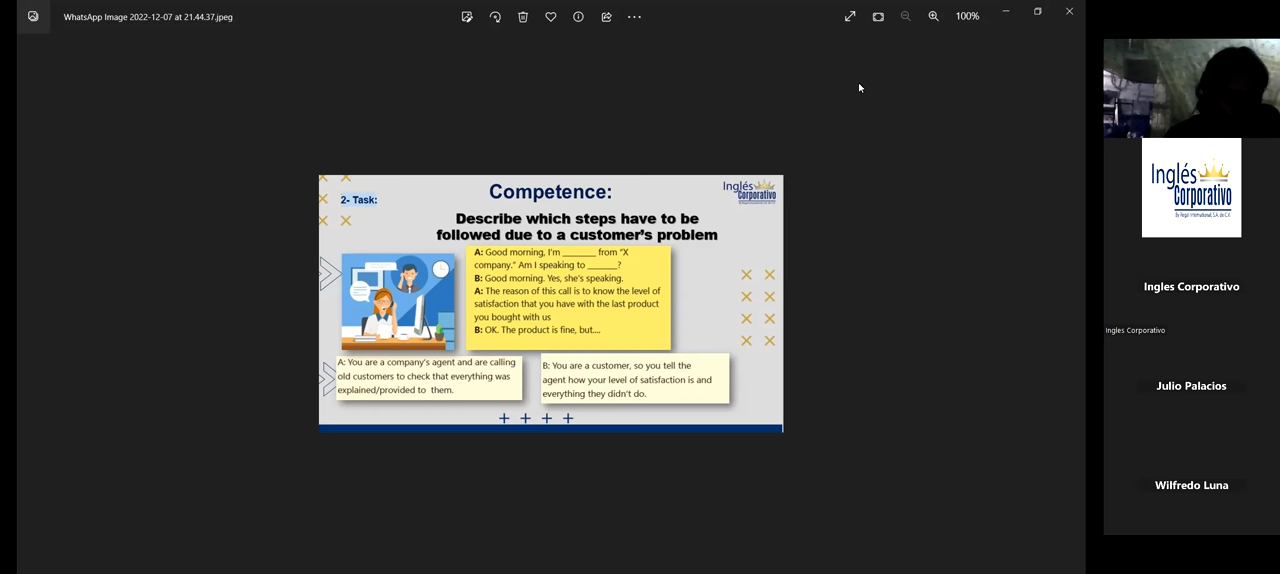 WhatsApp Image 2022-12-07 at 21.44.37.jpeg
100%
2- Task:
Competence:
Inglés
Corporativo
Describe which steps have to be
followed due to a customer's problem
A: Good morning, I'm _______ from "X
company." Am I speaking to ______?
B: Good morning. Yes, she's speaking.
A: The reason of this call is to know the level of
satisfaction that you have with the last product
you bought with us
B: OK. The product is fine, but....
A: You are a company's agent and are calling
old customers to check that everything was
explained/provided to them.
B: You are a customer, so you tell the
agent how your level of satisfaction is and
everything they didn't do.
Inglés
Corporativo
By Regal International, S.A. de C.V.
Ingles Corporativo
Ingles Corporativo
Julio Palacios
Wilfredo Luna